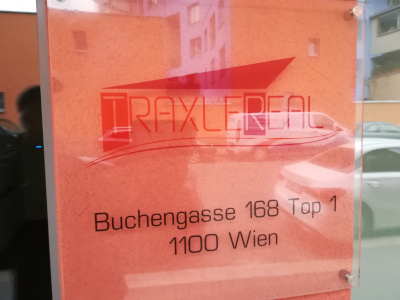 TRAXLEREAL
Buchengasse 168 Top 1
1100 Wien